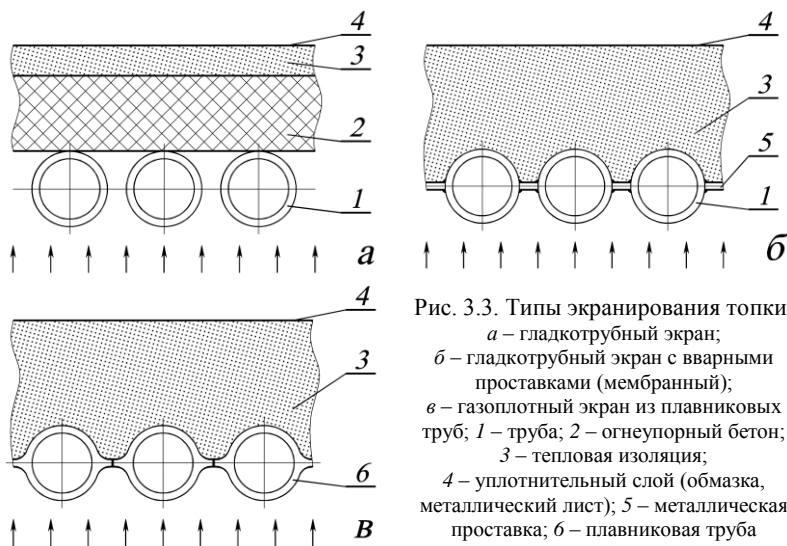 4
3
2
1
а
4
3
5
1
б
4
3
6
в
Рис. 3.3. Типы экранирования топки
а – гладкотрубный экран;
б – гладкотрубный экран с вварными
проставками (мембранный);
в – газоплотный экран из плавниковых
труб; 1 – труба; 2 – огнеупорный бетон;
3 – тепловая изоляция;
4 – уплотнительный слой (обмазка,
металлический лист); 5 – металлическая
проставка; 6 – плавниковая труба